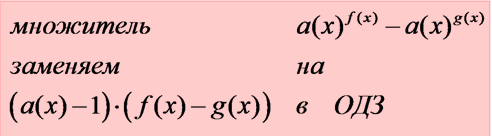 множитель a(x)^{f(x)} − a(x)^{g(x)}
заменяем на
(a(x)−1)·(f(x)−g(x)) в ОДЗ